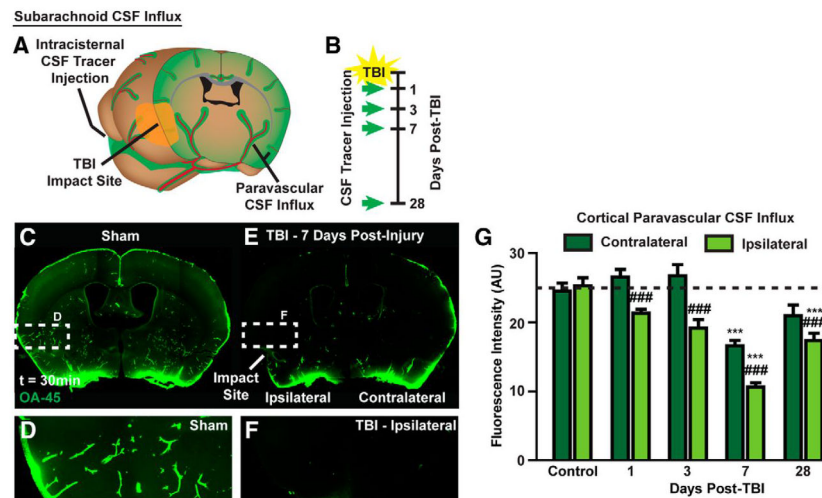 Subarachnoid CSF Influx
A
Intracisternal
CSF Tracer
Injection
TBI
Impact Site
Paravascular
CSF Influx
B
TBI
CSF Tracer Injection
1
3
7
28
Days Post-TBI
C
Sham
D
t = 30min
OA-45
E
TBI - 7 Days Post-Injury
F
Impact
Site
Ipsilateral
Contralateral
D
Sham
F
TBI - Ipsilateral
G
Cortical Paravascular CSF Influx
Contralateral
Ipsilateral
Fluorescence Intensity (AU)
30
20
10
0
###
###
***
***
###
***
###
Control
1
3
7
28
Days Post-TBI